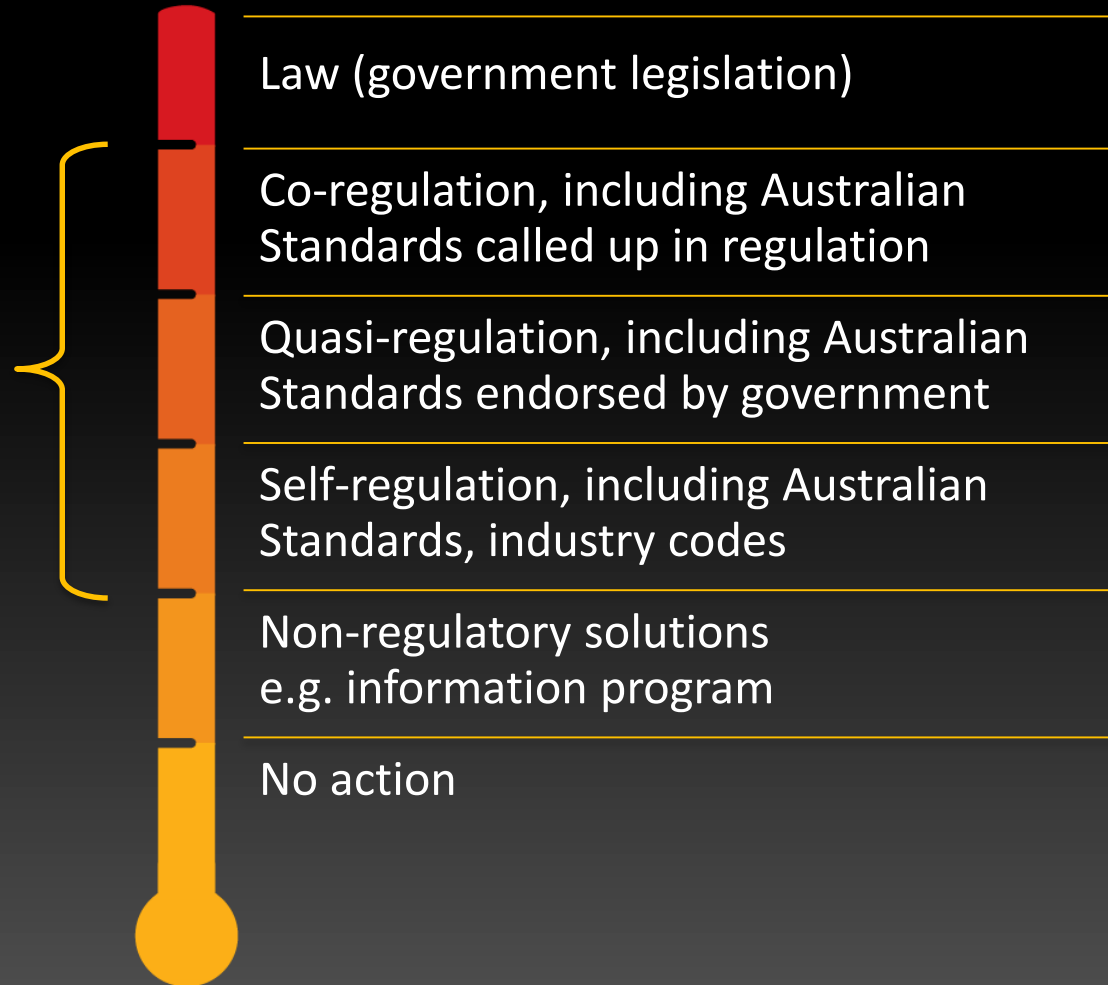 Law (government legislation)
Co-regulation, including Australian
Standards called up in regulation
Quasi-regulation, including Australian
Standards endorsed by government
Self-regulation, including Australian
Standards, industry codes
Non-regulatory solutions
e.g. information program
No action